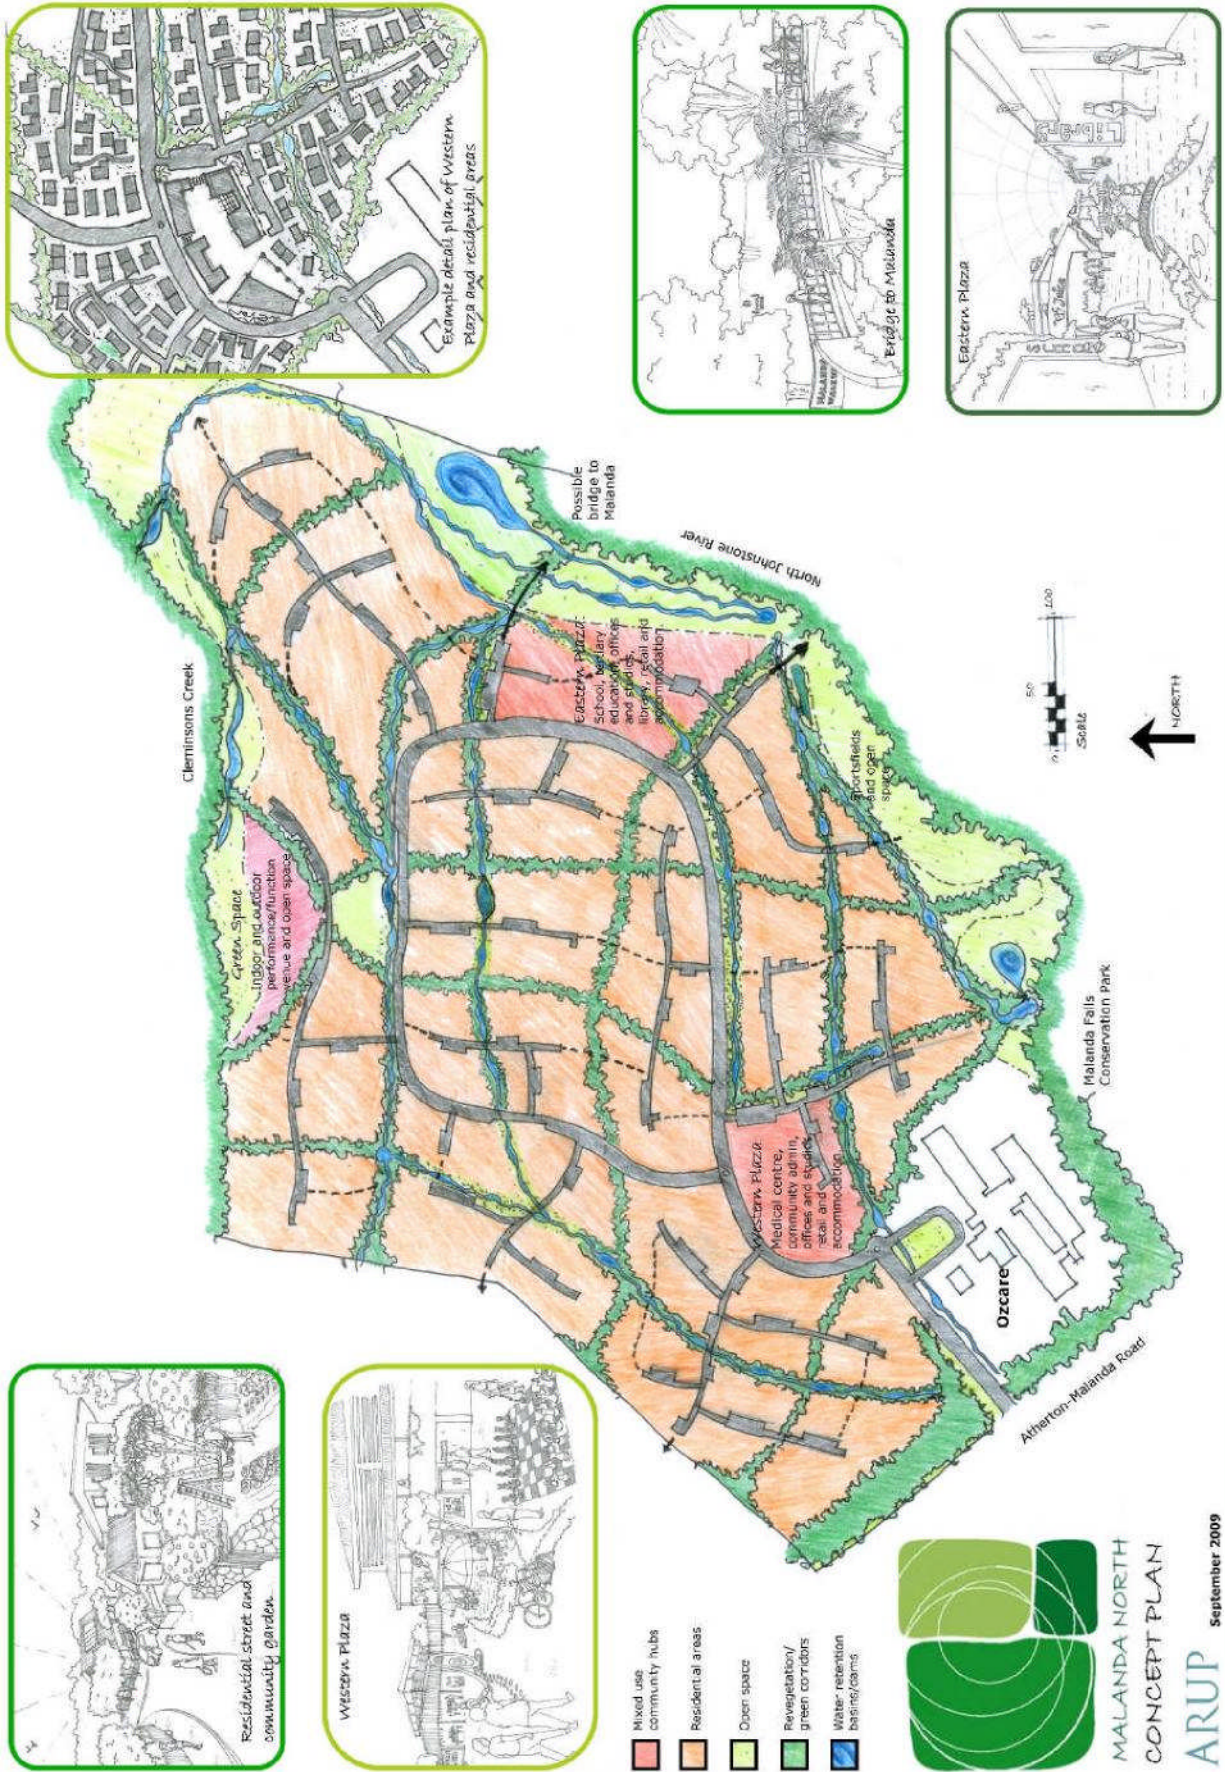 Residential street and
community garden
Western Plaza
Example detail plan of Western
Plaza and residential areas
Bridge to Malanda
Eastern Plaza
Cleminsons Creek
Green Space
Indoor and outdoor
performance/function
venue and open space
Eastern Plaza:
School, tertiary
education, offices
and studios,
library, retail and
accommodation
Possible
bridge to
Malanda
North Johnstone River
Sportsfields
and open
space
Western Plaza
Medical centre,
community admin,
offices and studios,
retail and
accommodation
Ozcare
Malanda Falls
Conservation Park
Atherton-Malanda Road
0 50 100
Scale
NORTH
Mixed use
community hubs
Residential areas
Open space
Revegetation/
green corridors
Water retention
basins/dams
MALANDA NORTH
CONCEPT PLAN
ARUP
September 2009